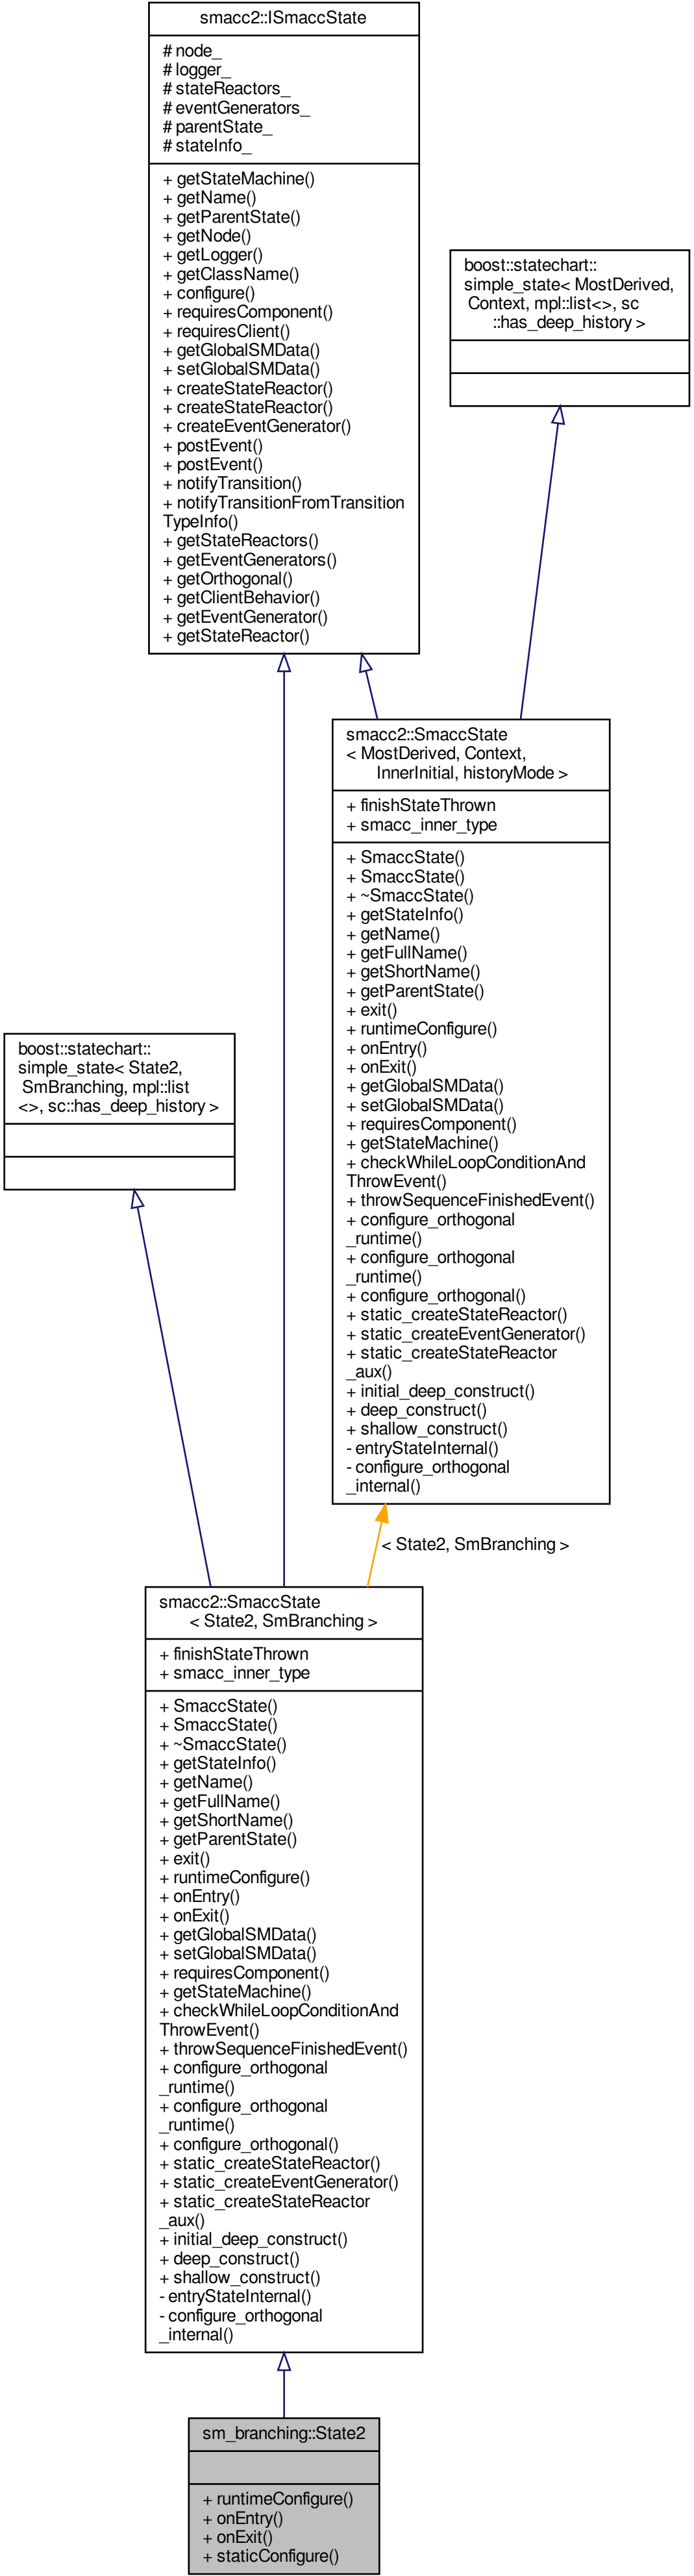 smacc2::ISmaccState
# node_
# logger_
# stateReactors_
# eventGenerators_
# parentState_
# stateInfo_
+ getStateMachine()
+ getName()
+ getParentState()
+ getNode()
+ getLogger()
+ getClassName()
+ configure()
+ requiresComponent()
+ requiresClient()
+ getGlobalSMData()
+ setGlobalSMData()
+ createStateReactor()
+ createStateReactor()
+ createEventGenerator()
+ postEvent()
+ postEvent()
+ notifyTransition()
+ notifyTransitionFromTransition
TypeInfo()
+ getStateReactors()
+ getEventGenerators()
+ getOrthogonal()
+ getClientBehavior()
+ getEventGenerator()
+ getStateReactor()
boost::statechart::
simple_state< MostDerived,
Context, mpl::list<>, sc
::has_deep_history >
smacc2::SmaccState
< MostDerived, Context,
InnerInitial, historyMode >
+ finishStateThrown
+ smacc_inner_type
+ SmaccState()
+ SmaccState()
+ ~SmaccState()
+ getStateInfo()
+ getName()
+ getFullName()
+ getShortName()
+ getParentState()
+ exit()
+ runtimeConfigure()
+ onEntry()
+ onExit()
+ getGlobalSMData()
+ setGlobalSMData()
+ requiresComponent()
+ getStateMachine()
+ checkWhileLoopConditionAnd
ThrowEvent()
+ throwSequenceFinishedEvent()
+ configure_orthogonal
_runtime()
+ configure_orthogonal
_runtime()
+ configure_orthogonal()
+ static_createStateReactor()
+ static_createEventGenerator()
+ static_createStateReactor
_aux()
+ initial_deep_construct()
+ deep_construct()
+ shallow_construct()
- entryStateInternal()
- configure_orthogonal
_internal()
boost::statechart::
simple_state< State2,
SmBranching, mpl::list
<>, sc::has_deep_history >
< State2, SmBranching >
smacc2::SmaccState
< State2, SmBranching >
+ finishStateThrown
+ smacc_inner_type
+ SmaccState()
+ SmaccState()
+ ~SmaccState()
+ getStateInfo()
+ getName()
+ getFullName()
+ getShortName()
+ getParentState()
+ exit()
+ runtimeConfigure()
+ onEntry()
+ onExit()
+ getGlobalSMData()
+ setGlobalSMData()
+ requiresComponent()
+ getStateMachine()
+ checkWhileLoopConditionAnd
ThrowEvent()
+ throwSequenceFinishedEvent()
+ configure_orthogonal
_runtime()
+ configure_orthogonal
_runtime()
+ configure_orthogonal()
+ static_createStateReactor()
+ static_createEventGenerator()
+ static_createStateReactor
_aux()
+ initial_deep_construct()
+ deep_construct()
+ shallow_construct()
- entryStateInternal()
- configure_orthogonal
_internal()
sm_branching::State2
+ runtimeConfigure()
+ onEntry()
+ onExit()
+ staticConfigure()